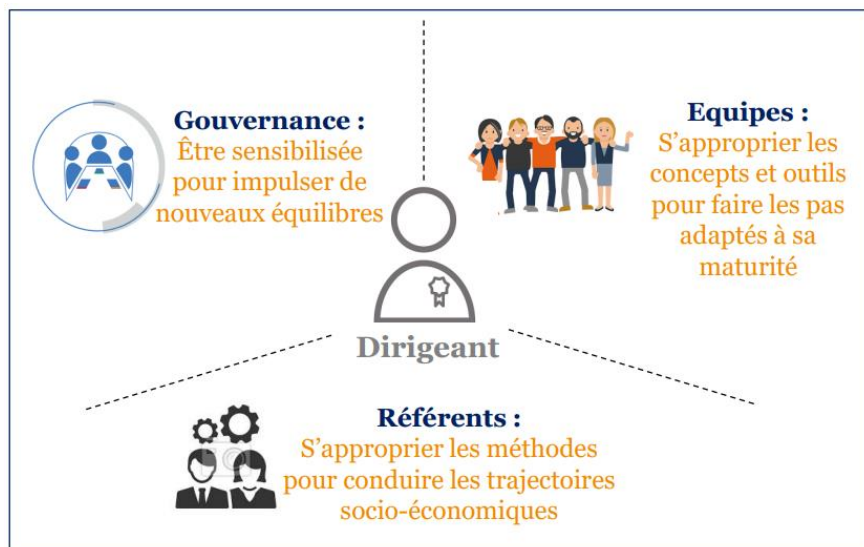 Gouvernance :
Être sensibilisée
pour impulser de
nouveaux équilibres
Equipes :
S’approprier les
concepts et outils
pour faire les pas
adaptés à sa
maturité
Dirigeant
Référents :
S’approprier les méthodes
pour conduire les trajectoires
socio-économiques